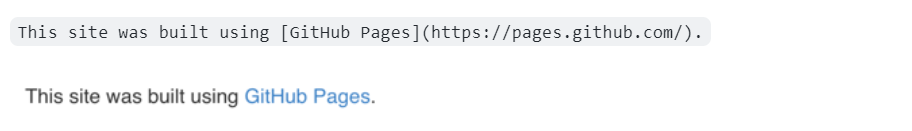 This site was built using [GitHub Pages](https://pages.github.com/).
This site was built using GitHub Pages.